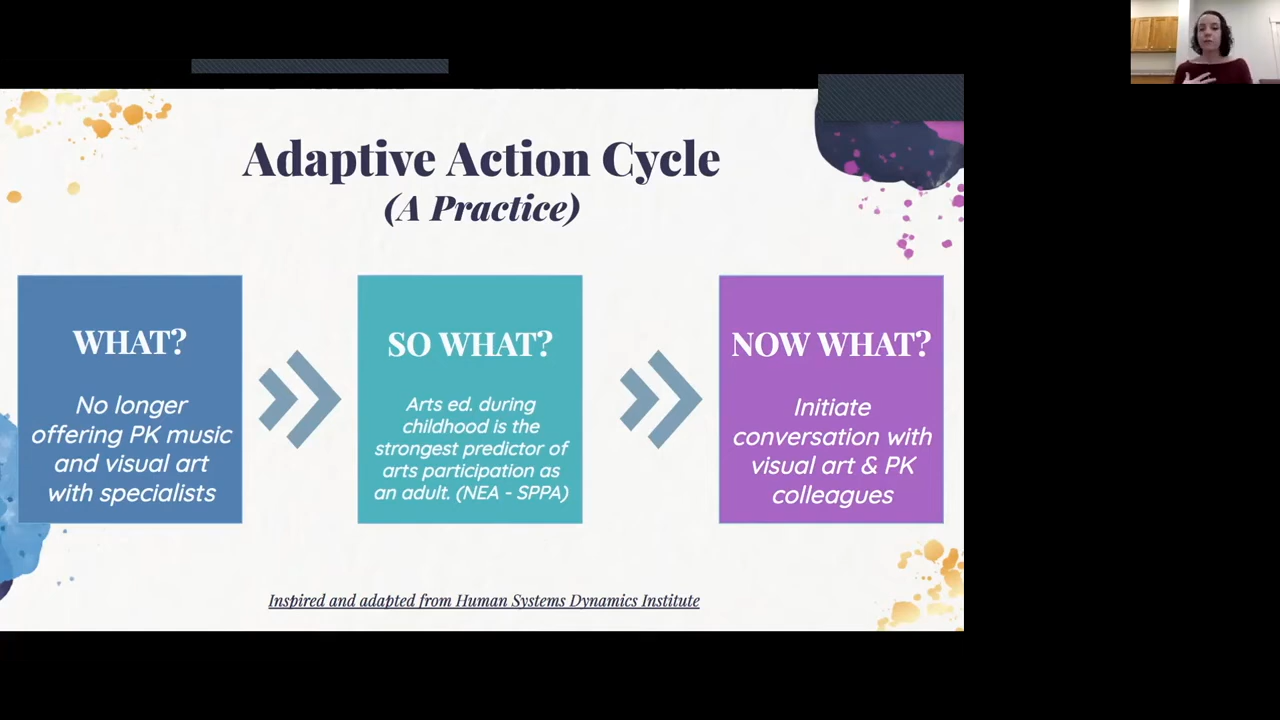 Adaptive Action Cycle
(A Practice)
WHAT?
No longer
offering PK music
and visual art
with specialists
SO WHAT?
Arts ed. during
childhood is the
strongest predictor of
arts participation as
an adult. (NEA - SPPA)
NOW WHAT?
Initiate
conversation with
visual art & PK
colleagues
Inspired and adapted from Human Systems Dynamics Institute